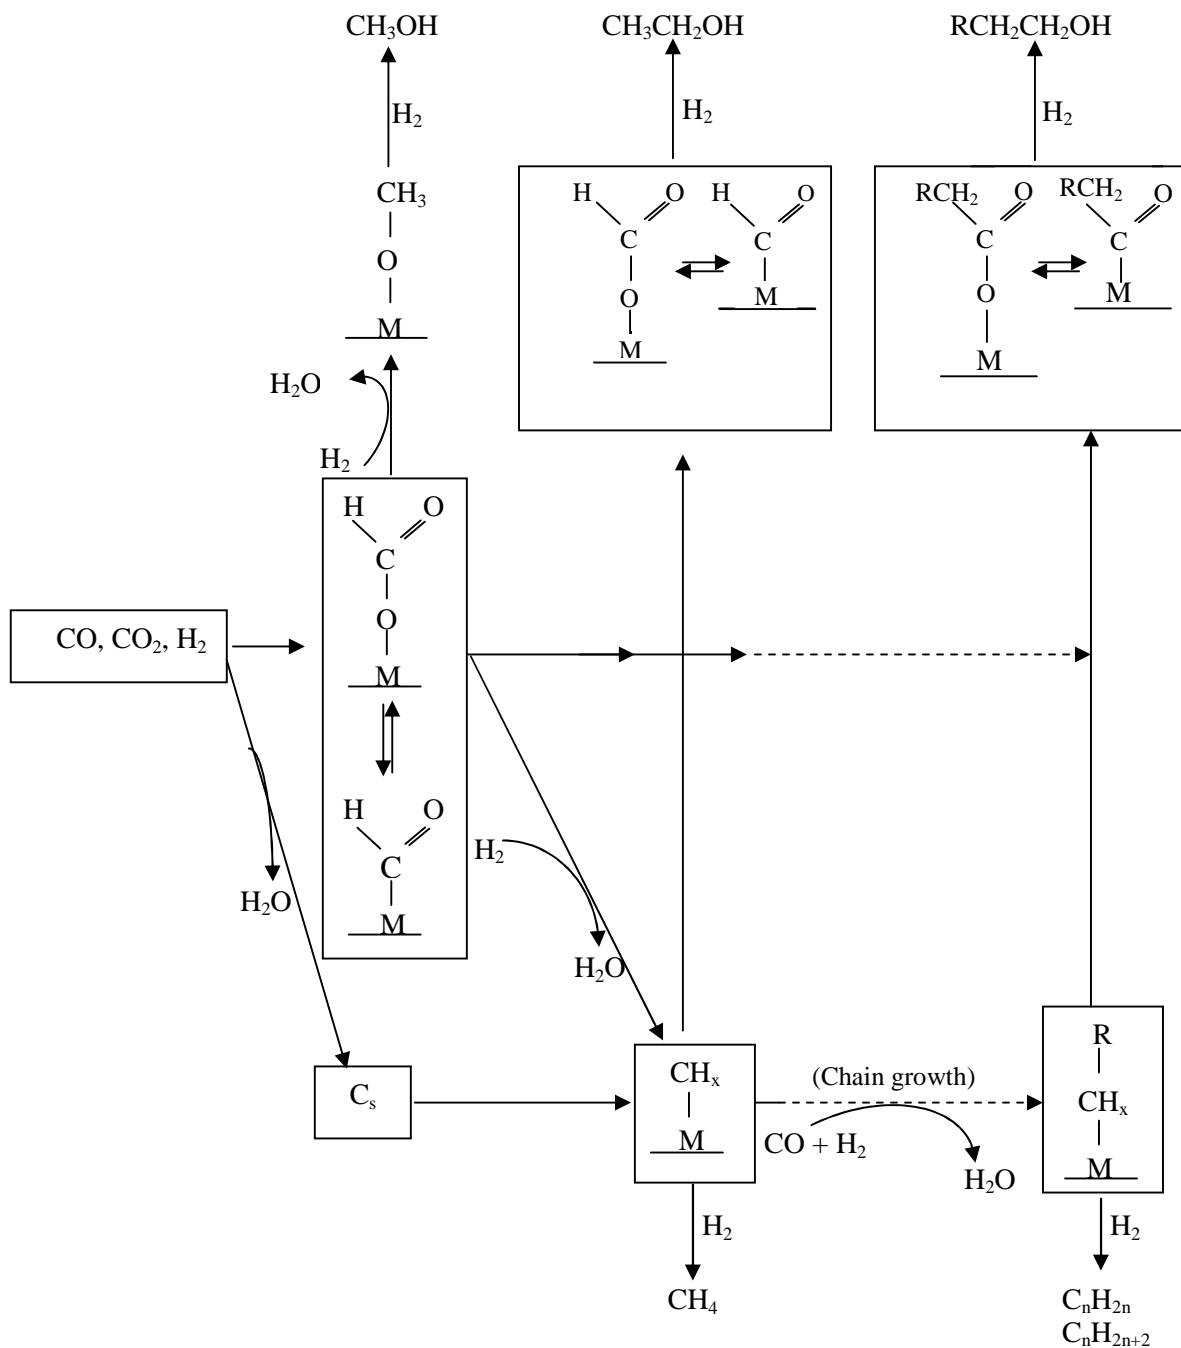 CH₃OH CH₃CH₂OH RCH₂CH₂OH
H₂ H₂ H₂
CH₃
O
M
H O H O
C C
O M
M
RCH₂ O RCH₂ O
C C
O M
M
H₂O
H₂
H O
C
O
M
CO, CO₂, H₂
H O
C
M
H₂
H₂O
H₂O
Cₛ
CHₓ
M
(Chain growth)
CO + H₂
H₂O
R
CHₓ
M
H₂ H₂
CH₄
CₙH₂ₙ
CₙH₂ₙ₊₂